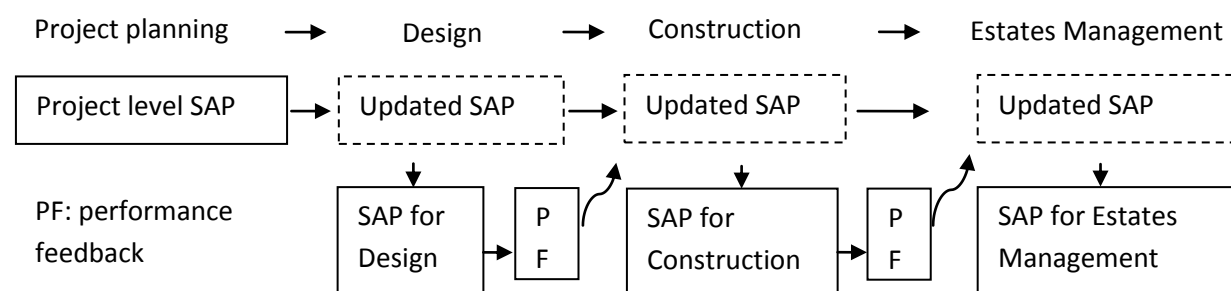 Project planning Design Construction Estates Management
Project level SAP Updated SAP Updated SAP Updated SAP
PF: performance
feedback
SAP for
Design
P
F
SAP for
Construction
P
F
SAP for Estates
Management